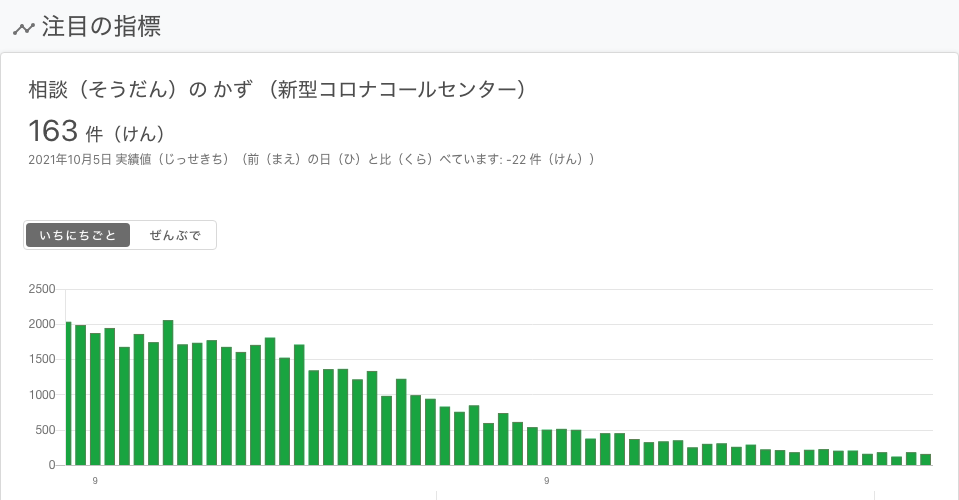 注目の指標
相談（そうだん）の かず （新型コロナコールセンター）
163 件（けん）
2021年10月5日 実績値（じっせきち）（前（まえ）の日（ひ）と比（くら）べています: -22 件（けん））
いちにちごと ぜんぶで
2500
2000
1500
1000
500
0
9 9